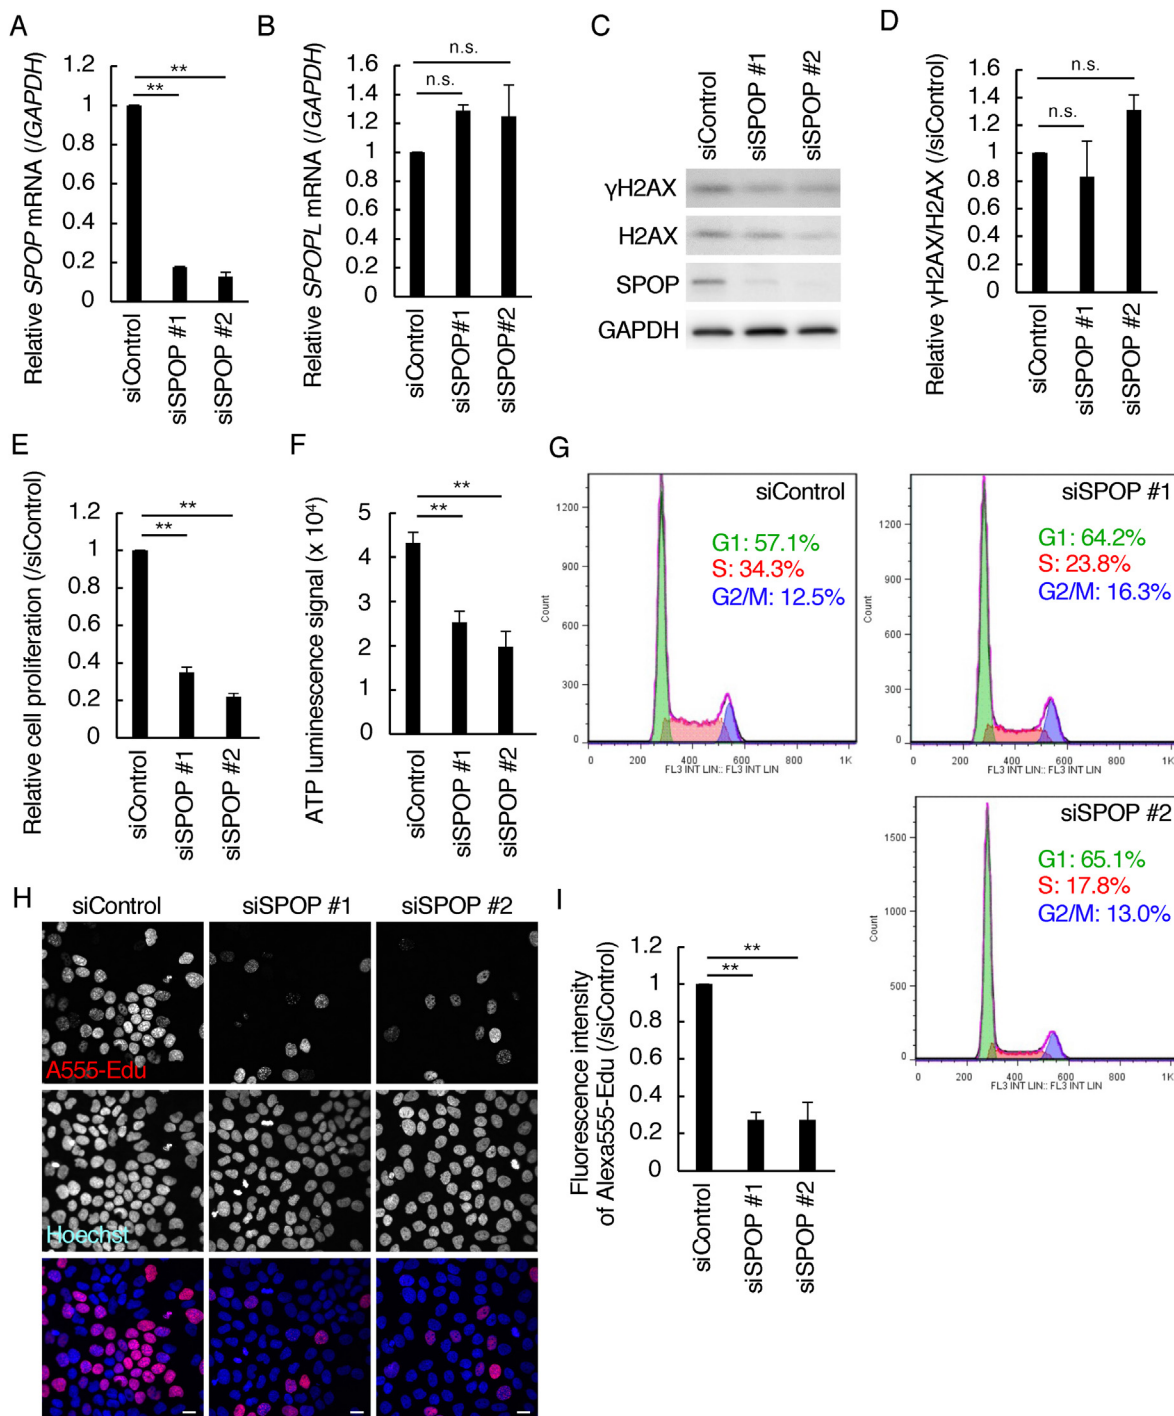 A
Relative SPOP mRNA (/GAPDH)
1.2
1
0.8
0.6
0.4
0.2
0
**
**
siControl
siSPOP #1
siSPOP #2
B
Relative SPOPL mRNA (/GAPDH)
1.6
1.4
1.2
1
0.8
0.6
0.4
0.2
0
n.s.
n.s.
siControl
siSPOP#1
siSPOP#2
C
siControl
siSPOP #1
siSPOP #2
γH2AX
H2AX
SPOP
GAPDH
D
Relative γH2AX/H2AX (/siControl)
1.6
1.4
1.2
1
0.8
0.6
0.4
0.2
0
n.s.
n.s.
siControl
siSPOP #1
siSPOP #2
E
Relative cell proliferation (/siControl)
1.2
1
0.8
0.6
0.4
0.2
0
**
**
siControl
siSPOP #1
siSPOP #2
F
ATP luminescence signal (x 10⁴)
5
4
2
2
1
0
**
**
siControl
siSPOP #1
siSPOP #2
G
siControl
G1: 57.1%
S: 34.3%
G2/M: 12.5%
Count
1200
900
600
300
0
0 200 400 600 800 1K
FL3 INT LIN:: FL3 INT LIN
siSPOP #1
G1: 64.2%
S: 23.8%
G2/M: 16.3%
Count
1200
900
600
300
0
0 200 400 600 800 1K
FL3 INT LIN:: FL3 INT LIN
siSPOP #2
G1: 65.1%
S: 17.8%
G2/M: 13.0%
Count
1500
1000
500
0
0 200 400 600 800 1K
FL3 INT LIN:: FL3 INT LIN
H
siControl siSPOP #1 siSPOP #2
A555-Edu
Hoechst
I
Fluorescence intensity
of Alexa555-Edu (/siControl)
1.2
1
0.8
0.6
0.4
0.2
0
**
**
siControl
siSPOP #1
siSPOP #2